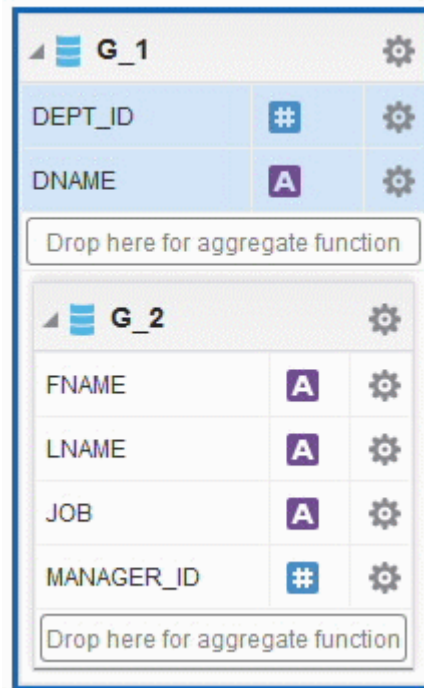 G_1
DEPT_ID #
DNAME A
Drop here for aggregate function
G_2
FNAME A
LNAME A
JOB A
MANAGER_ID #
Drop here for aggregate function